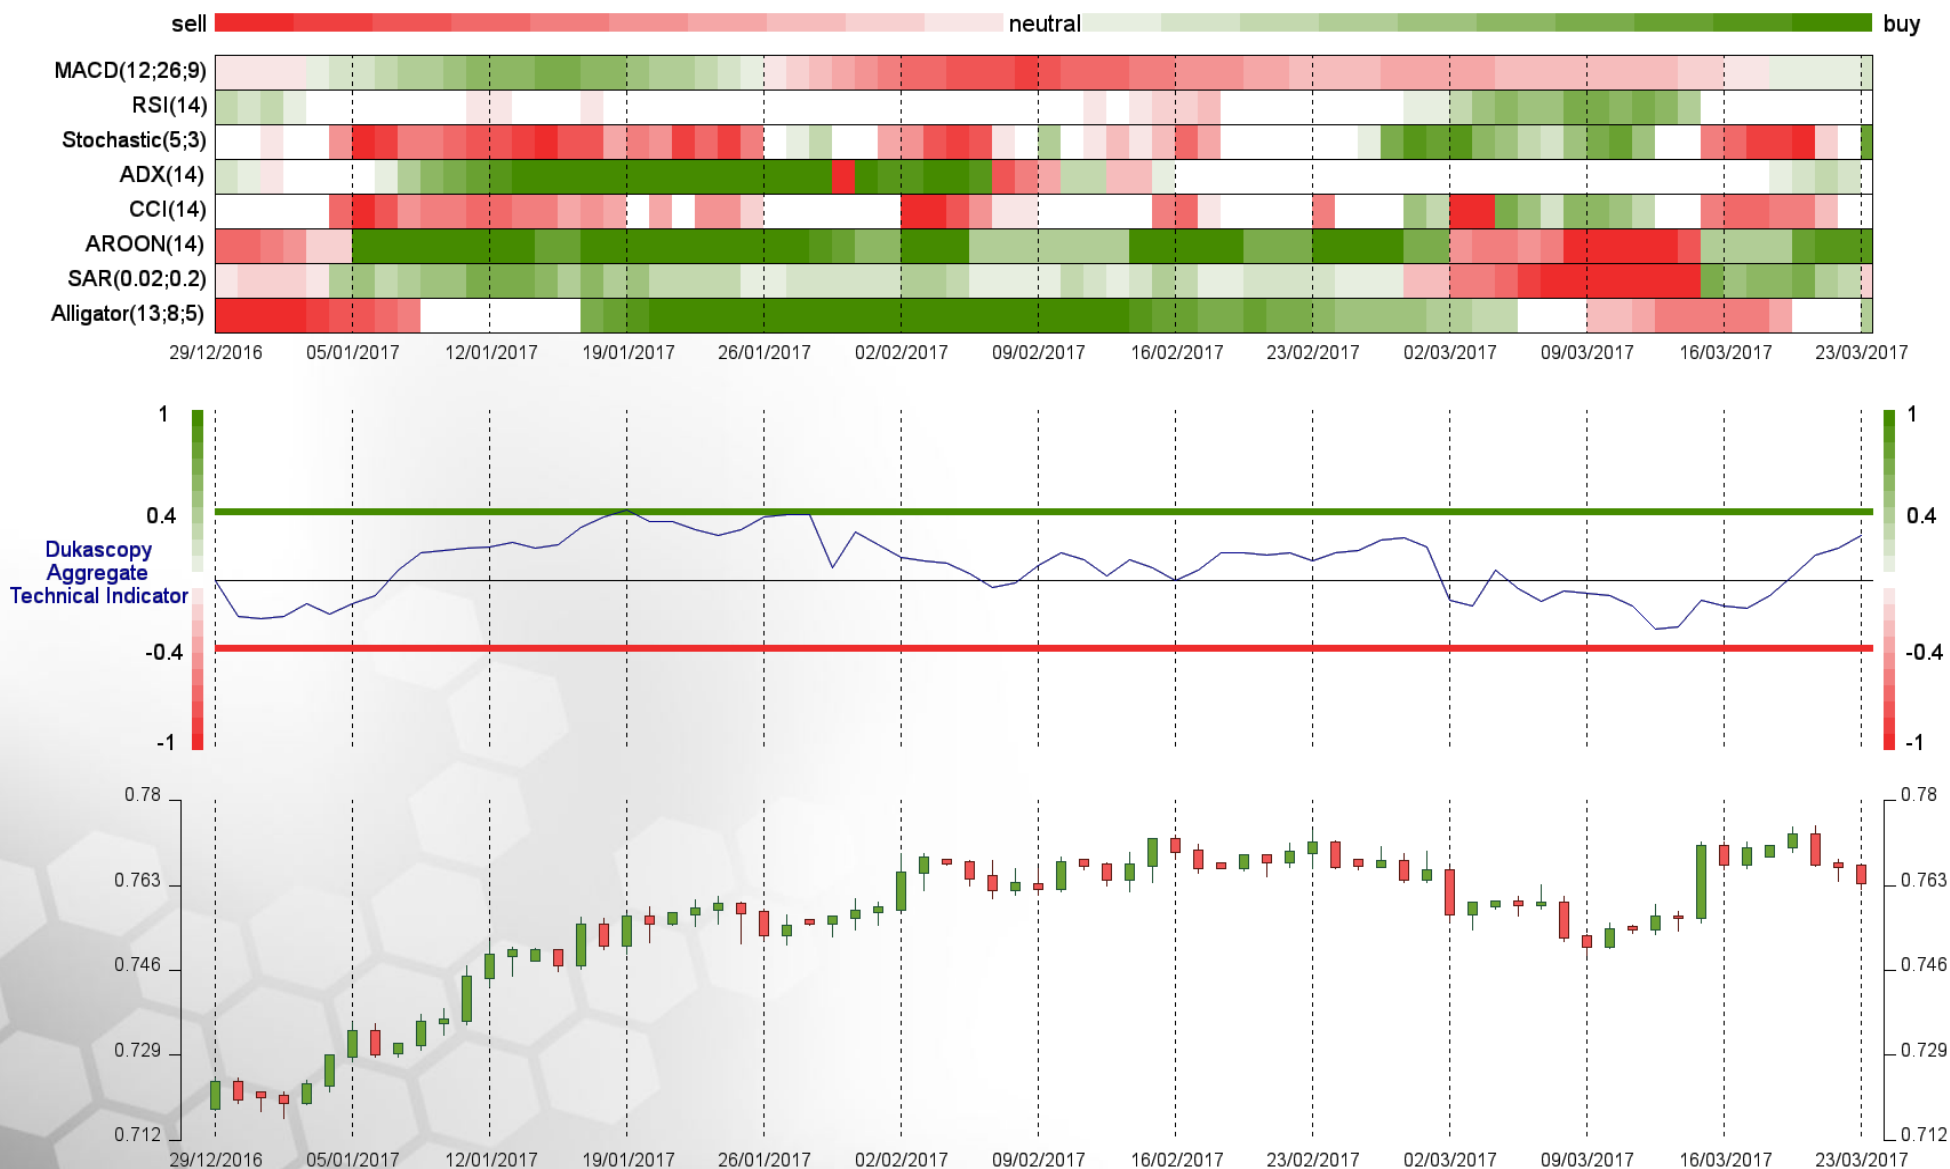 sell neutral buy
MACD(12;26;9)
RSI(14)
Stochastic(5;3)
ADX(14)
CCI(14)
AROON(14)
SAR(0.02;0.2)
Alligator(13;8;5)
29/12/2016 05/01/2017 12/01/2017 19/01/2017 26/01/2017 02/02/2017 09/02/2017 16/02/2017 23/02/2017 02/03/2017 09/03/2017 16/03/2017 23/03/2017
1 1
0.4 0.4
Dukascopy
Aggregate
Technical Indicator
-0.4 -0.4
-1 -1
0.78 0.78
0.763 0.763
0.746 0.746
0.729 0.729
0.712 0.712
29/12/2016 05/01/2017 12/01/2017 19/01/2017 26/01/2017 02/02/2017 09/02/2017 16/02/2017 23/02/2017 02/03/2017 09/03/2017 16/03/2017 23/03/2017